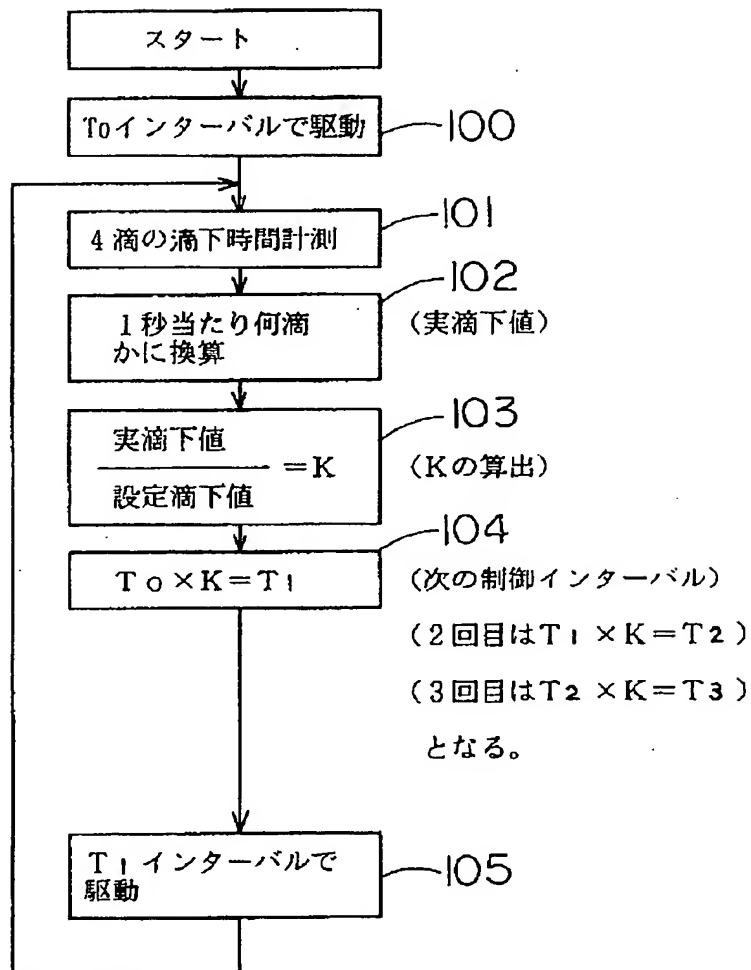 スタート
T0インターバルで駆動
100
4滴の滴下時間計測
101
1秒当たり何滴
かに換算
102
(実滴下値)
実滴下値
設定滴下値
=K
103
(Kの算出)
T0×K=T1
104
(次の制御インターバル)
(2回目はT1×K=T2)
(3回目はT2×K=T3)
となる。
T1インターバルで
駆動
105